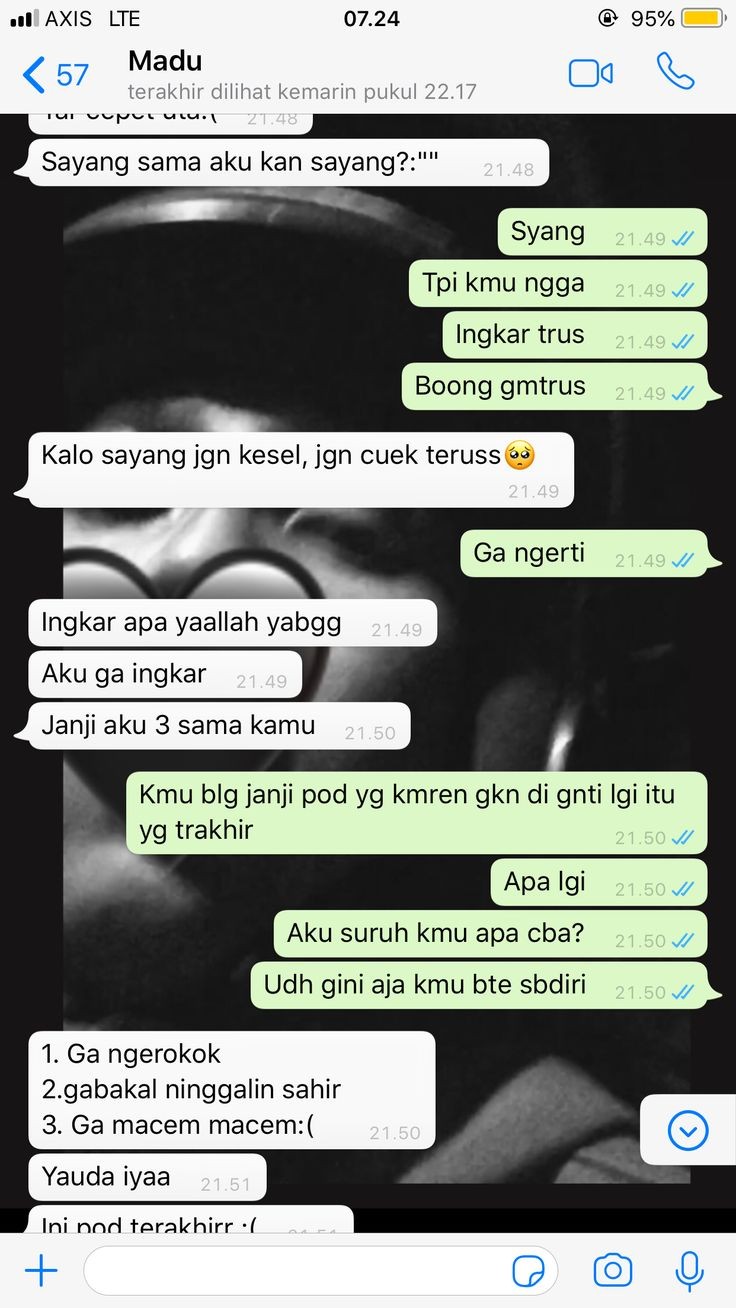 AXIS LTE 07.24 95%
57 Madu
terakhir dilihat kemarin pukul 22.17
21.48
Sayang sama aku kan sayang?:"" 21.48
Syang 21.49
Tpi kmu ngga 21.49
Ingkar trus 21.49
Boong gmtrus 21.49
Kalo sayang jgn kesel, jgn cuek teruss🥺
21.49
Ga ngerti 21.49
Ingkar apa yaallah yabgg 21.49
Aku ga ingkar 21.49
Janji aku 3 sama kamu 21.50
Kmu blg janji pod yg kmren gkn di gnti lgi itu
yg trakhir 21.50
Apa lgi 21.50
Aku suruh kmu apa cba? 21.50
Udh gini aja kmu bte sbdiri 21.50
1. Ga ngerokok
2.gabakal ninggalin sahir
3. Ga macem macem:( 21.50
Yauda iyaa 21.51
Ini pod terakhirr :( 21.51